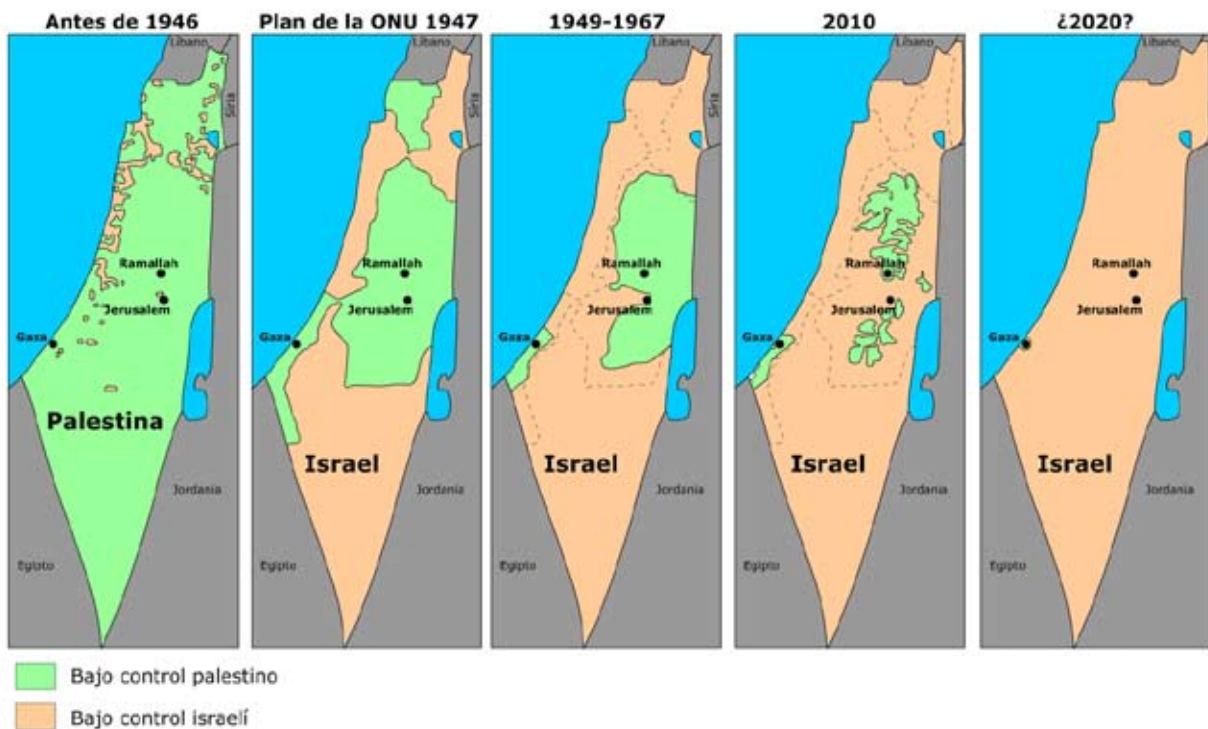 Antes de 1946
Plan de la ONU 1947
1949-1967
2010
¿2020?
Líbano
Siria
Ramallah
Jerusalem
Gaza
Palestina
Jordania
Egipto
Líbano
Siria
Ramallah
Jerusalem
Gaza
Israel
Jordania
Egipto
Líbano
Siria
Ramallah
Jerusalem
Gaza
Israel
Jordania
Egipto
Líbano
Siria
Ramallah
Jerusalem
Gaza
Israel
Jordania
Egipto
Líbano
Siria
Ramallah
Jerusalem
Gaza
Israel
Jordania
Egipto
Bajo control palestino
Bajo control israelí